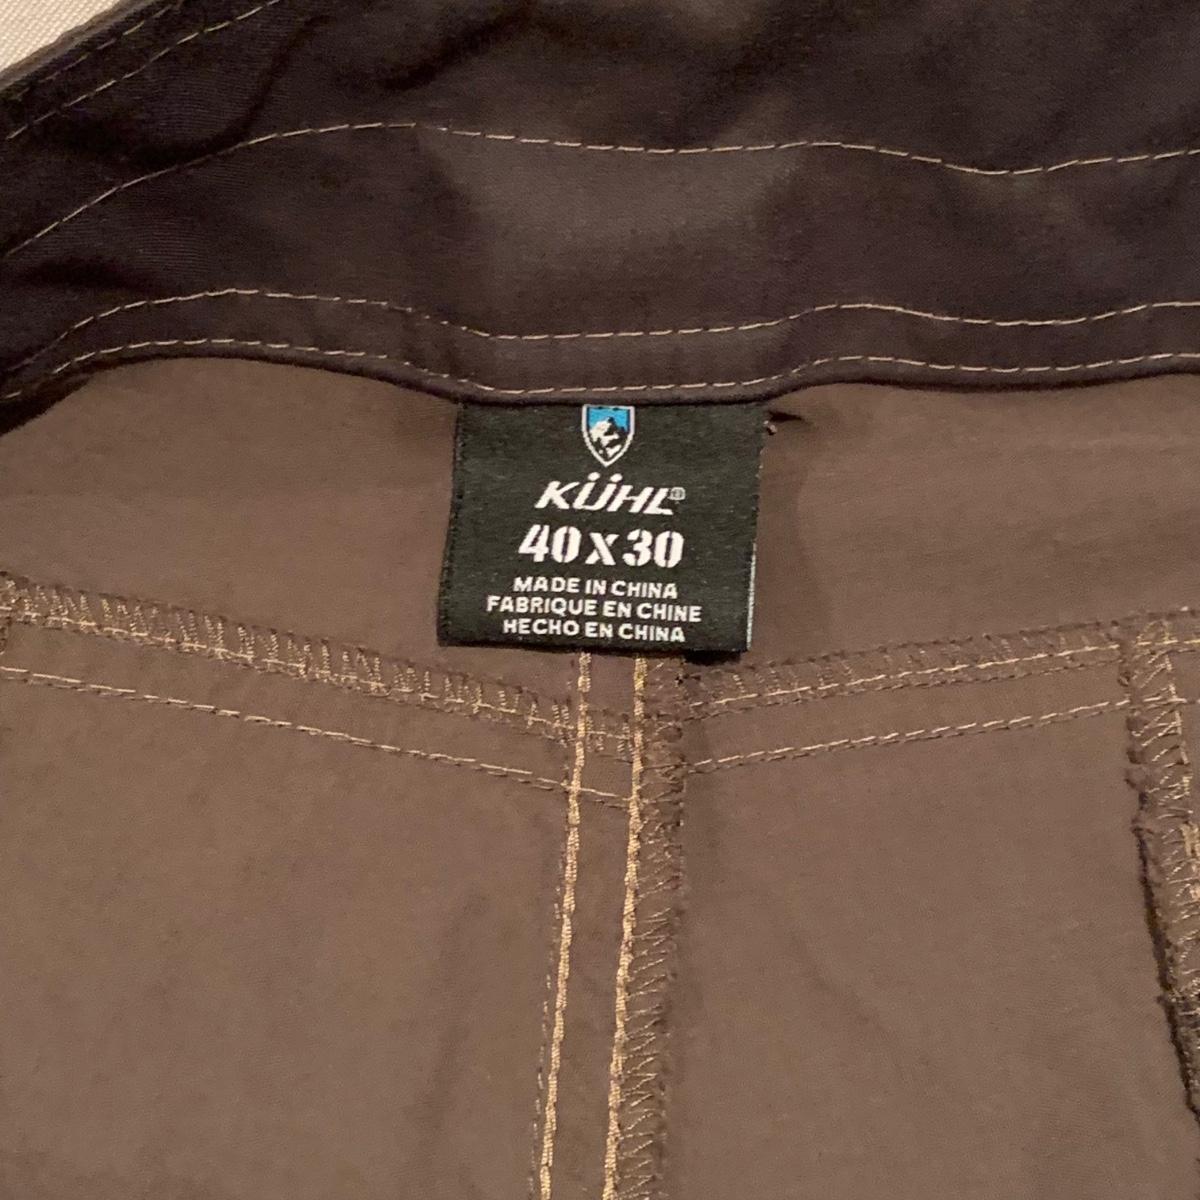 KÜHL®
40 X 30
MADE IN CHINA
FABRIQUE EN CHINE
HECHO EN CHINA